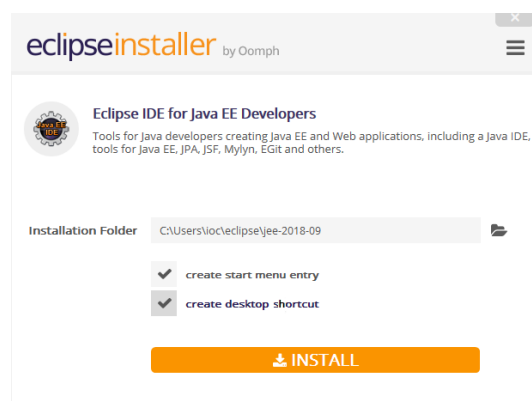 eclipseinstaller by Oomph
Java EE
IDE
Eclipse IDE for Java EE Developers
Tools for Java developers creating Java EE and Web applications, including a Java IDE,
tools for Java EE, JPA, JSF, Mylyn, EGit and others.
Installation Folder C:\Users\ioc\eclipse\jee-2018-09
create start menu entry
create desktop shortcut
INSTALL